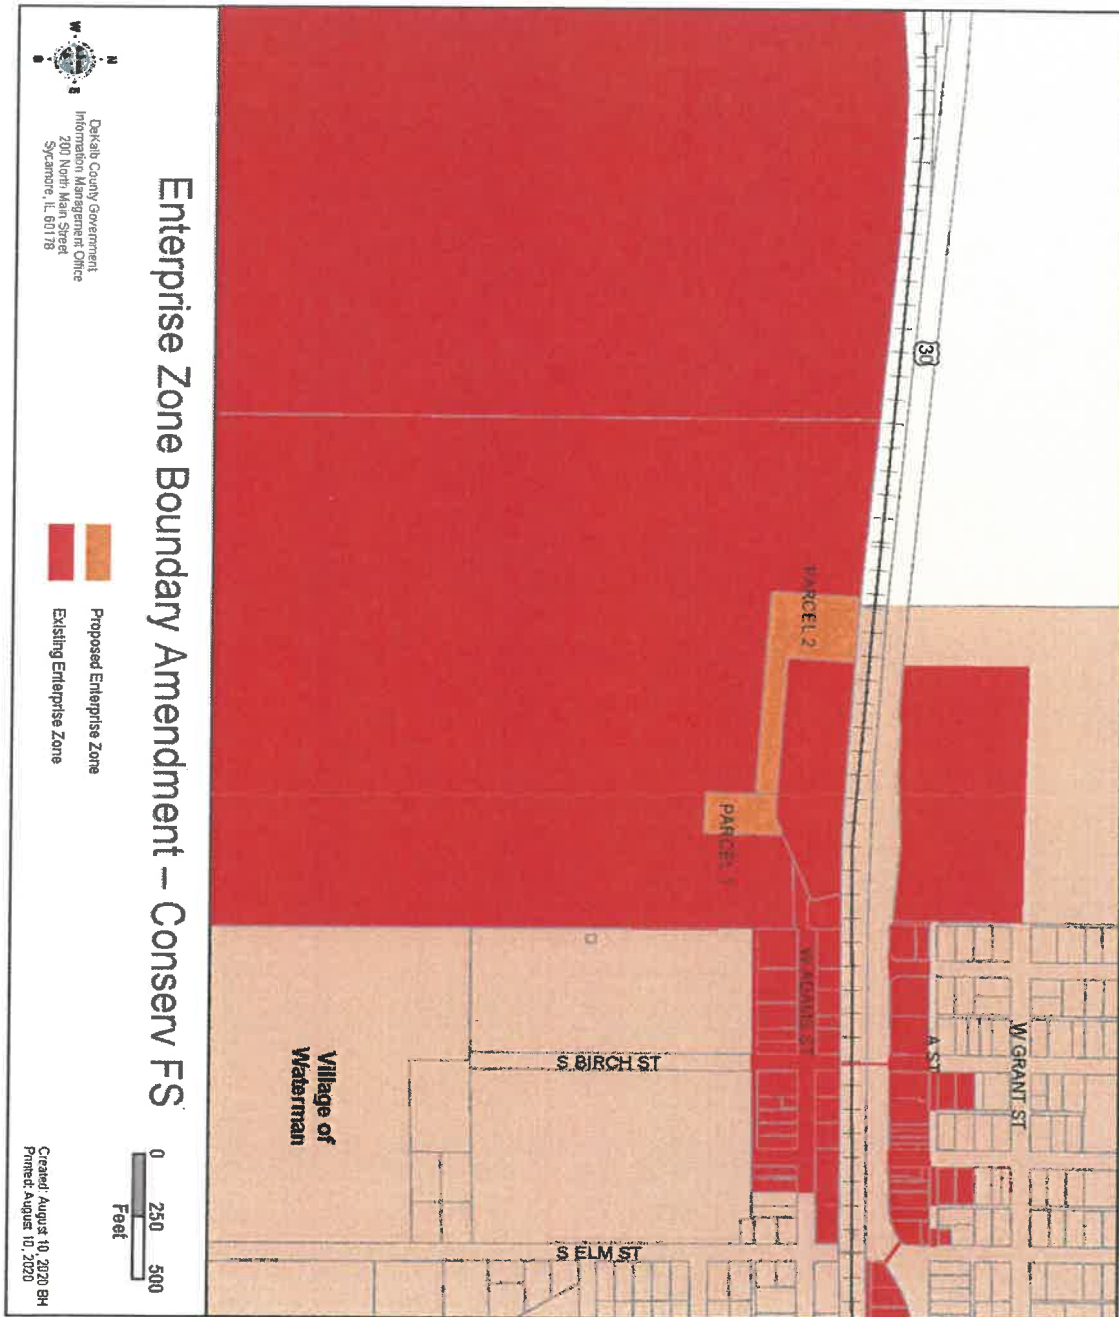 30
PARCEL 2
PARCEL 1
W GRANT ST
A ST
W ADAMS ST
S BIRCH ST
S ELM ST
Village of
Waterman
Enterprise Zone Boundary Amendment – Conserv FS
N
W
E
S
DeKalb County Government
Information Management Office
200 North Main Street
Sycamore, IL 60178
Proposed Enterprise Zone
Existing Enterprise Zone
0 250 500
Feet
Created: August 10, 2020 BH
Printed: August 10, 2020